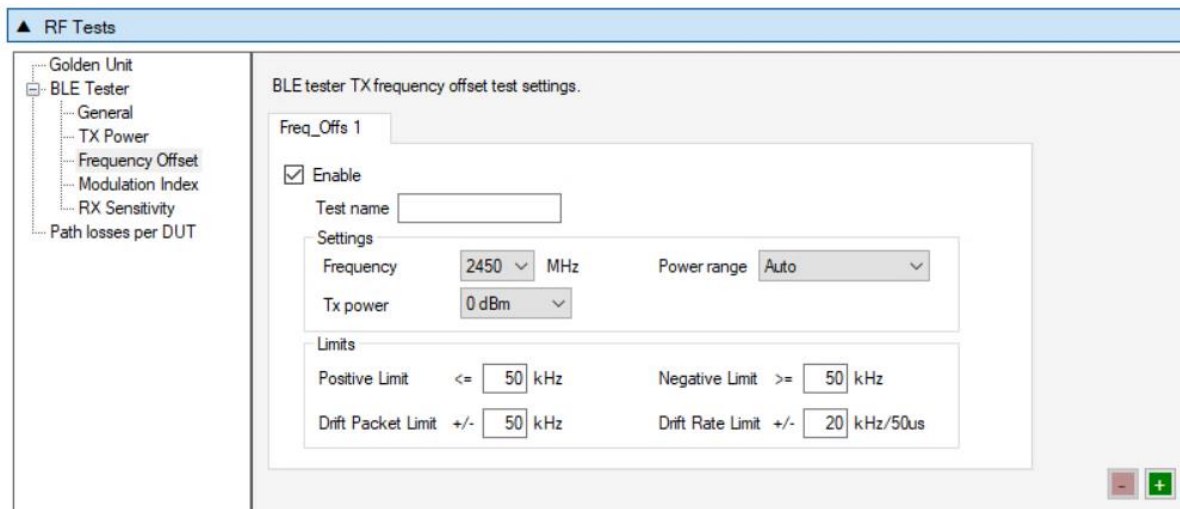 ▲ RF Tests
Golden Unit
BLE Tester
General
TX Power
Frequency Offset
Modulation Index
RX Sensitivity
Path losses per DUT
BLE tester TX frequency offset test settings.
Freq_Offs 1
Enable
Test name
Settings
Frequency 2450 MHz Power range Auto
Tx power 0 dBm
Limits
Positive Limit <= 50 kHz Negative Limit >= 50 kHz
Drift Packet Limit +/- 50 kHz Drift Rate Limit +/- 20 kHz/50us
- +